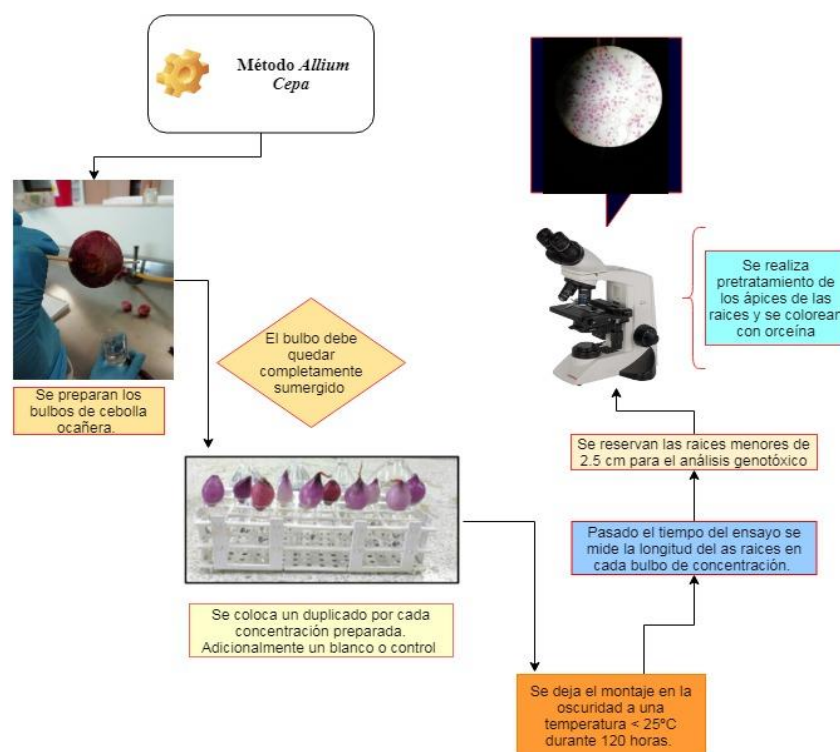 Método Allium
Cepa
Se preparan los
bulbos de cebolla
ocañera.
El bulbo debe
quedar
completamente
sumergido
Se coloca un duplicado por cada
concentración preparada.
Adicionalmente un blanco o control
Se deja el montaje en la
oscuridad a una
temperatura < 25ºC
durante 120 horas.
Pasado el tiempo del ensayo se
mide la longitud del as raices en
cada bulbo de concentración.
Se reservan las raices menores de
2.5 cm para el análisis genotóxico
Se realiza
pretratamiento de
los ápices de las
raices y se colorean
con orceína